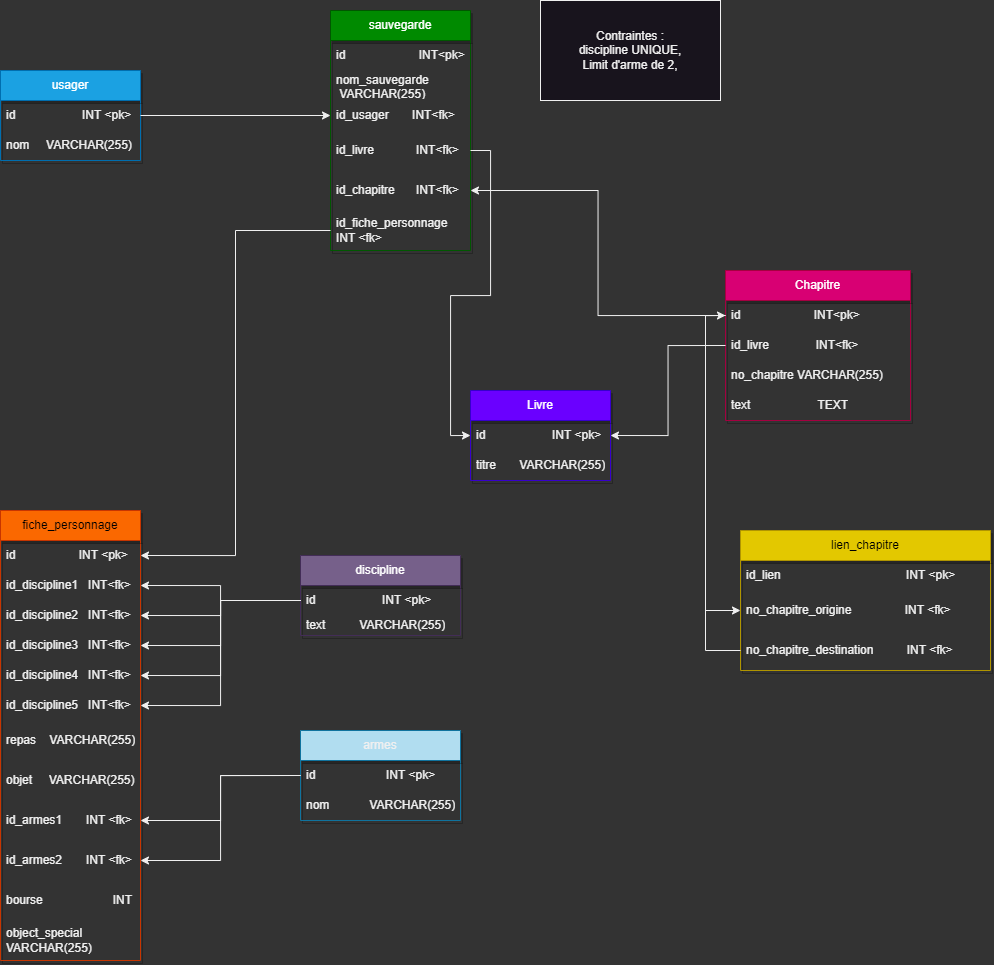 sauvegarde
id INT<pk>
nom_sauvegarde
VARCHAR(255)
id_usager INT<fk>
id_livre INT<fk>
id_chapitre INT<fk>
id_fiche_personnage
INT <fk>
Contraintes :
discipline UNIQUE,
Limit d'arme de 2,
usager
id INT <pk>
nom VARCHAR(255)
Chapitre
id INT<pk>
id_livre INT<fk>
no_chapitre VARCHAR(255)
text TEXT
Livre
id INT <pk>
titre VARCHAR(255)
fiche_personnage
id INT <pk>
id_discipline1 INT<fk>
id_discipline2 INT<fk>
id_discipline3 INT<fk>
id_discipline4 INT<fk>
id_discipline5 INT<fk>
repas VARCHAR(255)
objet VARCHAR(255)
id_armes1 INT <fk>
id_armes2 INT <fk>
bourse INT
object_special
VARCHAR(255)
discipline
id INT <pk>
text VARCHAR(255)
armes
id INT <pk>
nom VARCHAR(255)
lien_chapitre
id_lien INT <pk>
no_chapitre_origine INT <fk>
no_chapitre_destination INT <fk>